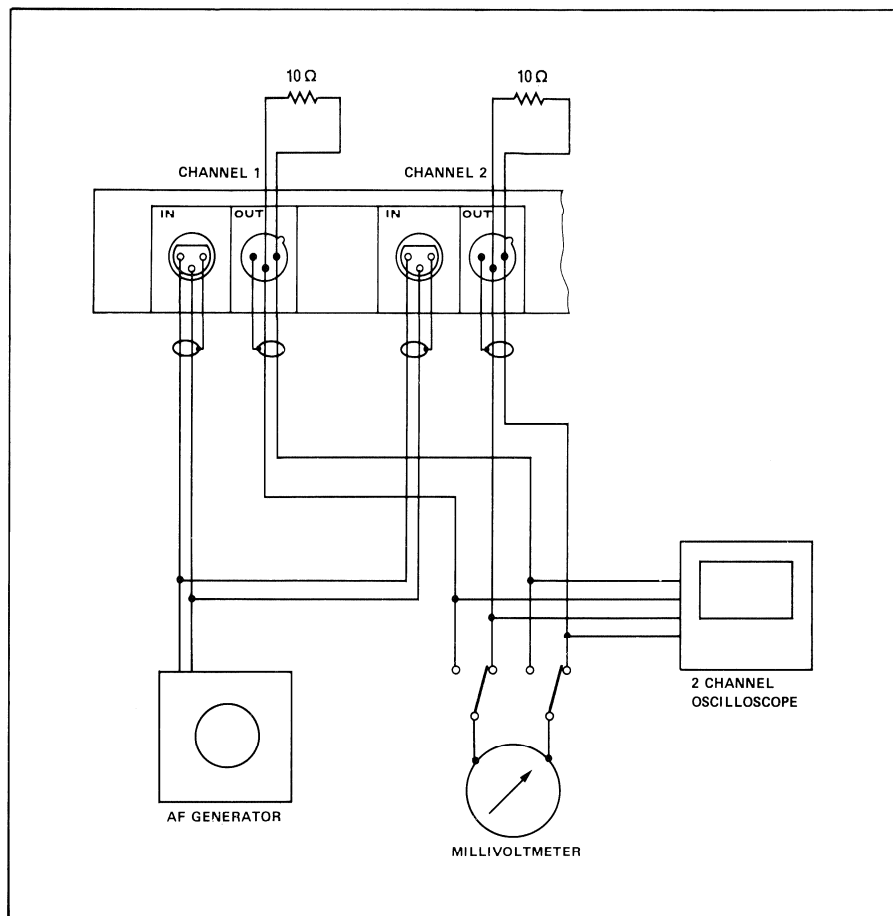 10 Ω
10 Ω
CHANNEL 1
CHANNEL 2
IN
OUT
IN
OUT
2 CHANNEL
OSCILLOSCOPE
AF GENERATOR
MILLIVOLTMETER